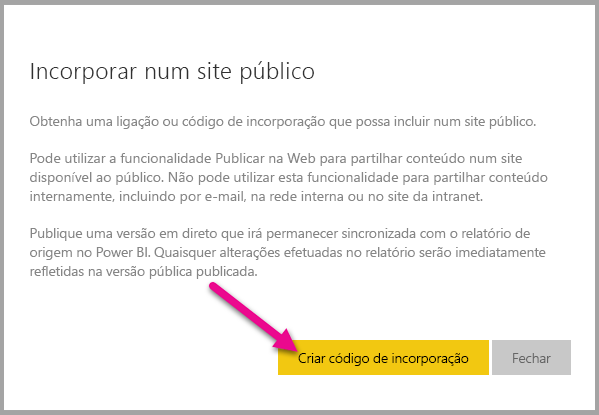 Incorporar num site público
Obtenha uma ligação ou código de incorporação que possa incluir num site público.
Pode utilizar a funcionalidade Publicar na Web para partilhar conteúdo num site
disponível ao público. Não pode utilizar esta funcionalidade para partilhar conteúdo
internamente, incluindo por e-mail, na rede interna ou no site da intranet.
Publique uma versão em direto que irá permanecer sincronizada com o relatório de
origem no Power BI. Quaisquer alterações efetuadas no relatório serão imediatamente
refletidas na versão pública publicada.
Criar código de incorporação
Fechar